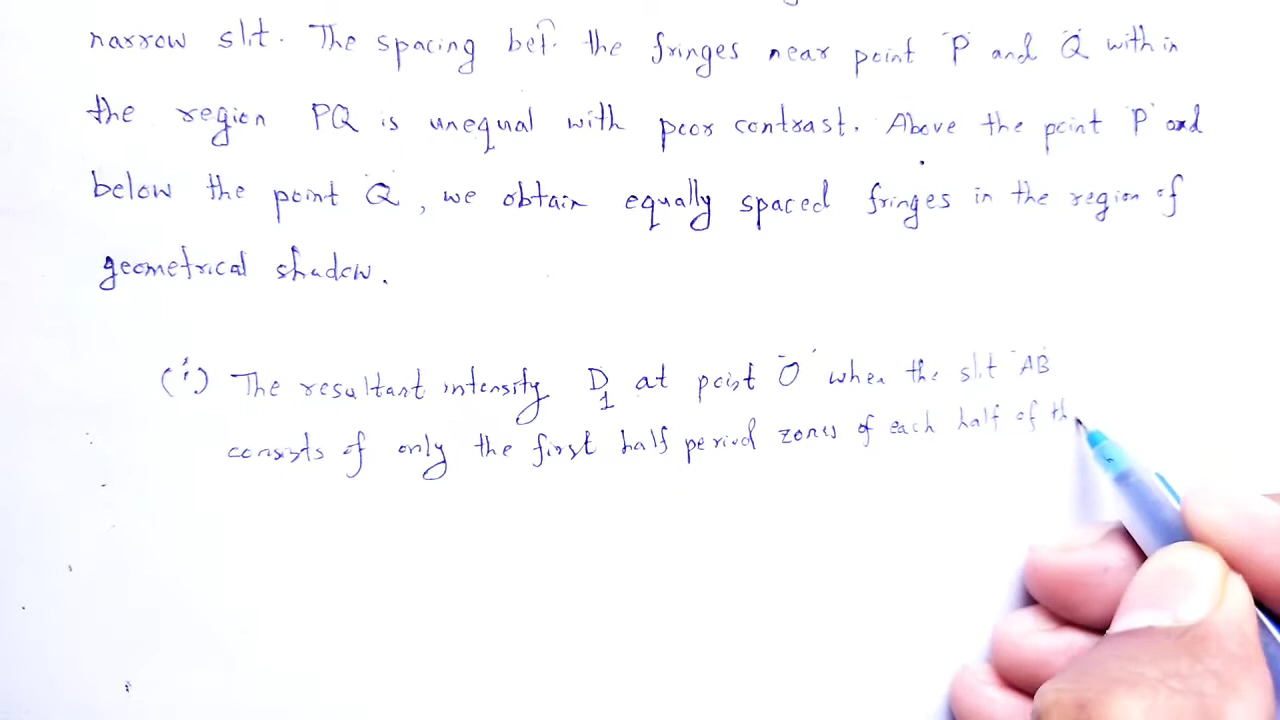 narrow slit. The spacing bet. the fringes near point 'P' and 'Q' within
the region PQ is unequal with poor contrast. Above the point 'P' and
below the point 'Q', we obtain equally spaced fringes in the region of
geometrical shadow.
(i) The resultant intensity D1 at point 'O' when the slit 'AB'
consists of only the first half period zones of each half of th